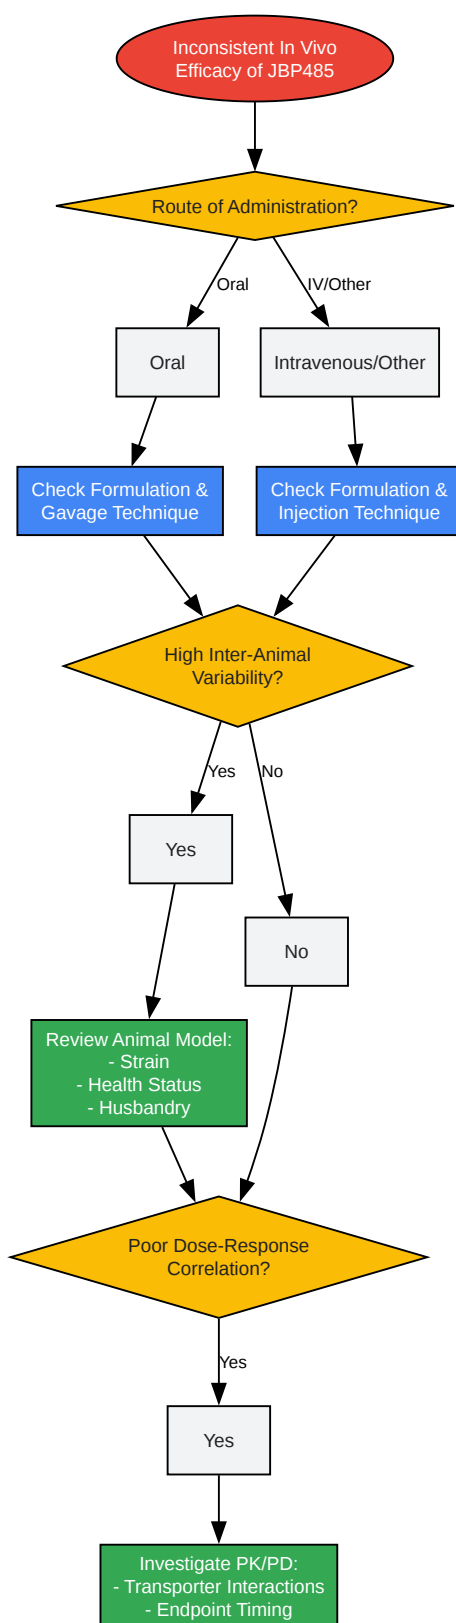 Inconsistent In Vivo
Efficacy of JBP485
Route of Administration?
Oral
IV/Other
Oral
Intravenous/Other
Check Formulation &
Gavage Technique
Check Formulation &
Injection Technique
High Inter-Animal
Variability?
Yes
No
Yes
No
Review Animal Model:
- Strain
- Health Status
- Husbandry
Poor Dose-Response
Correlation?
Yes
Yes
Investigate PK/PD:
- Transporter Interactions
- Endpoint Timing